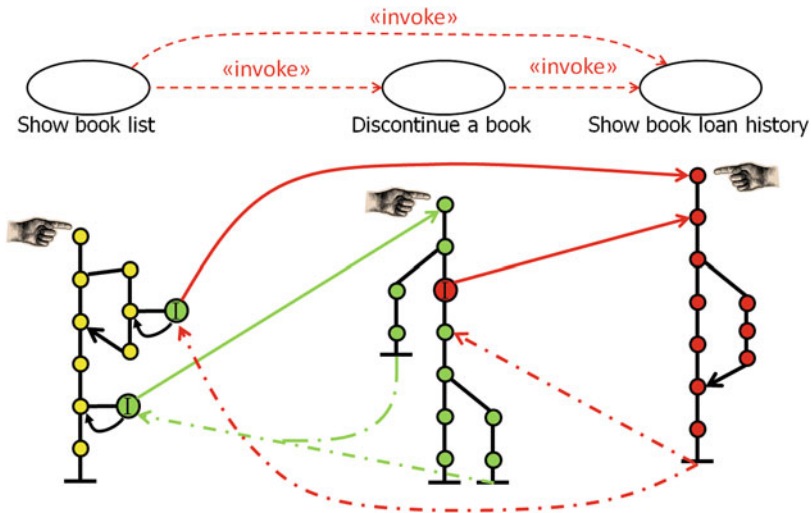 «invoke»
«invoke»
«invoke»
Show book list
Discontinue a book
Show book loan history
I
I
I